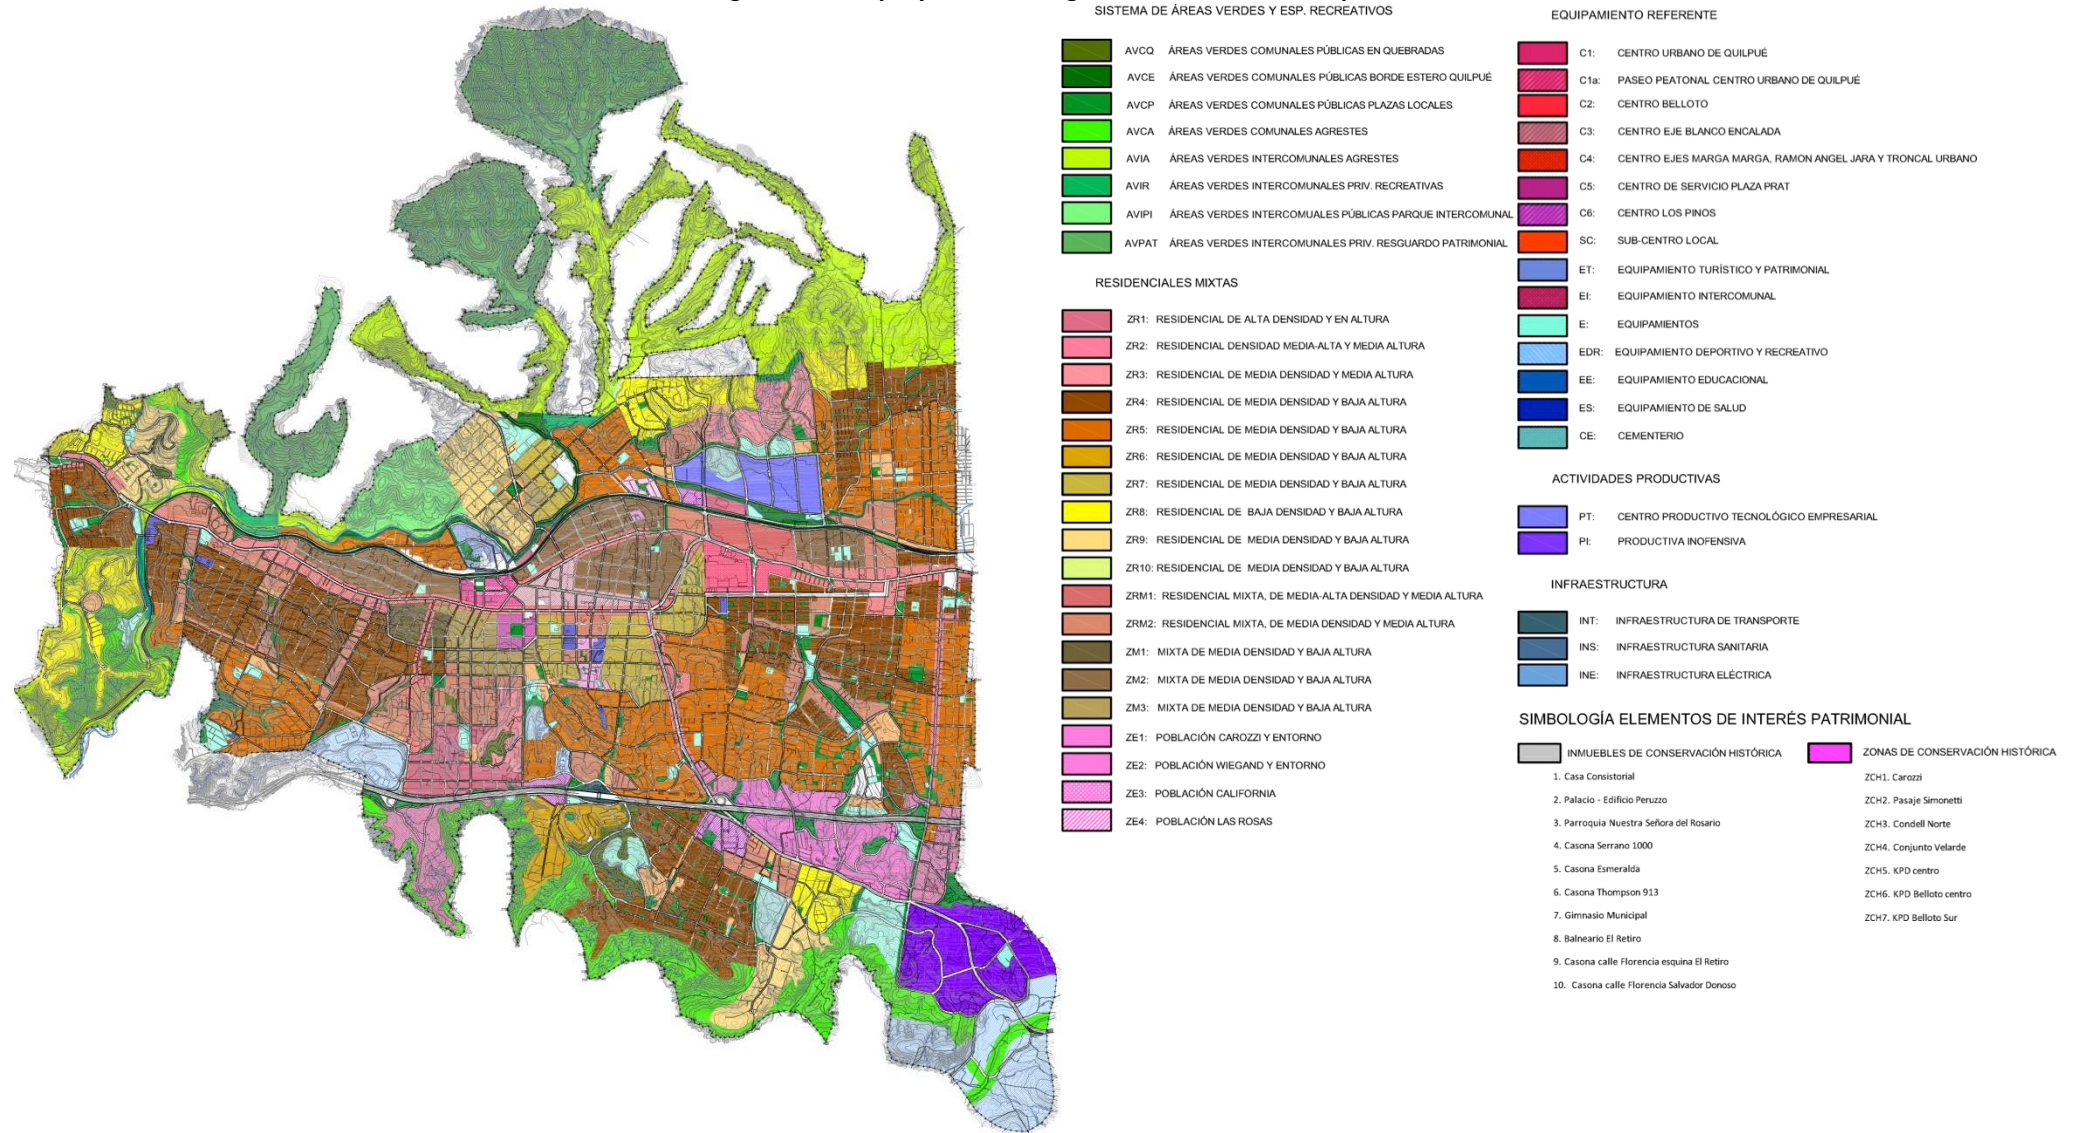 SISTEMA DE ÁREAS VERDES Y ESP. RECREATIVOS
AVCQ ÁREAS VERDES COMUNALES PÚBLICAS EN QUEBRADAS
AVCE ÁREAS VERDES COMUNALES PÚBLICAS BORDE ESTERO QUILPUÉ
AVCP ÁREAS VERDES COMUNALES PÚBLICAS PLAZAS LOCALES
AVCA ÁREAS VERDES COMUNALES AGRESTES
AVIA ÁREAS VERDES INTERCOMUNALES AGRESTES
AVIR ÁREAS VERDES INTERCOMUNALES PRIV. RECREATIVAS
AVIPI ÁREAS VERDES INTERCOMUALES PÚBLICAS PARQUE INTERCOMUNAL
AVPAT ÁREAS VERDES INTERCOMUNALES PRIV. RESGUARDO PATRIMONIAL
RESIDENCIALES MIXTAS
ZR1: RESIDENCIAL DE ALTA DENSIDAD Y EN ALTURA
ZR2: RESIDENCIAL DENSIDAD MEDIA-ALTA Y MEDIA ALTURA
ZR3: RESIDENCIAL DE MEDIA DENSIDAD Y MEDIA ALTURA
ZR4: RESIDENCIAL DE MEDIA DENSIDAD Y BAJA ALTURA
ZR5: RESIDENCIAL DE MEDIA DENSIDAD Y BAJA ALTURA
ZR6: RESIDENCIAL DE MEDIA DENSIDAD Y BAJA ALTURA
ZR7: RESIDENCIAL DE MEDIA DENSIDAD Y BAJA ALTURA
ZR8: RESIDENCIAL DE BAJA DENSIDAD Y BAJA ALTURA
ZR9: RESIDENCIAL DE MEDIA DENSIDAD Y BAJA ALTURA
ZR10: RESIDENCIAL DE MEDIA DENSIDAD Y BAJA ALTURA
ZRM1: RESIDENCIAL MIXTA, DE MEDIA-ALTA DENSIDAD Y MEDIA ALTURA
ZRM2: RESIDENCIAL MIXTA, DE MEDIA DENSIDAD Y MEDIA ALTURA
ZM1: MIXTA DE MEDIA DENSIDAD Y BAJA ALTURA
ZM2: MIXTA DE MEDIA DENSIDAD Y BAJA ALTURA
ZM3: MIXTA DE MEDIA DENSIDAD Y BAJA ALTURA
ZE1: POBLACIÓN CAROZZI Y ENTORNO
ZE2: POBLACIÓN WIEGAND Y ENTORNO
ZE3: POBLACIÓN CALIFORNIA
ZE4: POBLACIÓN LAS ROSAS
EQUIPAMIENTO REFERENTE
C1: CENTRO URBANO DE QUILPUÉ
C1a: PASEO PEATONAL CENTRO URBANO DE QUILPUÉ
C2: CENTRO BELLOTO
C3: CENTRO EJE BLANCO ENCALADA
C4: CENTRO EJES MARGA MARGA, RAMON ANGEL JARA Y TRONCAL URBANO
C5: CENTRO DE SERVICIO PLAZA PRAT
C6: CENTRO LOS PINOS
SC: SUB-CENTRO LOCAL
ET: EQUIPAMIENTO TURÍSTICO Y PATRIMONIAL
EI: EQUIPAMIENTO INTERCOMUNAL
E: EQUIPAMIENTOS
EDR: EQUIPAMIENTO DEPORTIVO Y RECREATIVO
EE: EQUIPAMIENTO EDUCACIONAL
ES: EQUIPAMIENTO DE SALUD
CE: CEMENTERIO
ACTIVIDADES PRODUCTIVAS
PT: CENTRO PRODUCTIVO TECNOLÓGICO EMPRESARIAL
PI: PRODUCTIVA INOFENSIVA
INFRAESTRUCTURA
INT: INFRAESTRUCTURA DE TRANSPORTE
INS: INFRAESTRUCTURA SANITARIA
INE: INFRAESTRUCTURA ELÉCTRICA
SIMBOLOGÍA ELEMENTOS DE INTERÉS PATRIMONIAL
INMUEBLES DE CONSERVACIÓN HISTÓRICA
1. Casa Consistorial
2. Palacio - Edificio Peruzzo
3. Parroquia Nuestra Señora del Rosario
4. Casona Serrano 1000
5. Casona Esmeralda
6. Casona Thompson 913
7. Gimnasio Municipal
8. Balneario El Retiro
9. Casona calle Florencia esquina El Retiro
10. Casona calle Florencia Salvador Donoso
ZONAS DE CONSERVACIÓN HISTÓRICA
ZCH1. Carozzi
ZCH2. Pasaje Simonetti
ZCH3. Condell Norte
ZCH4. Conjunto Velarde
ZCH5. KPD centro
ZCH6. KPD Belloto centro
ZCH7. KPD Belloto Sur